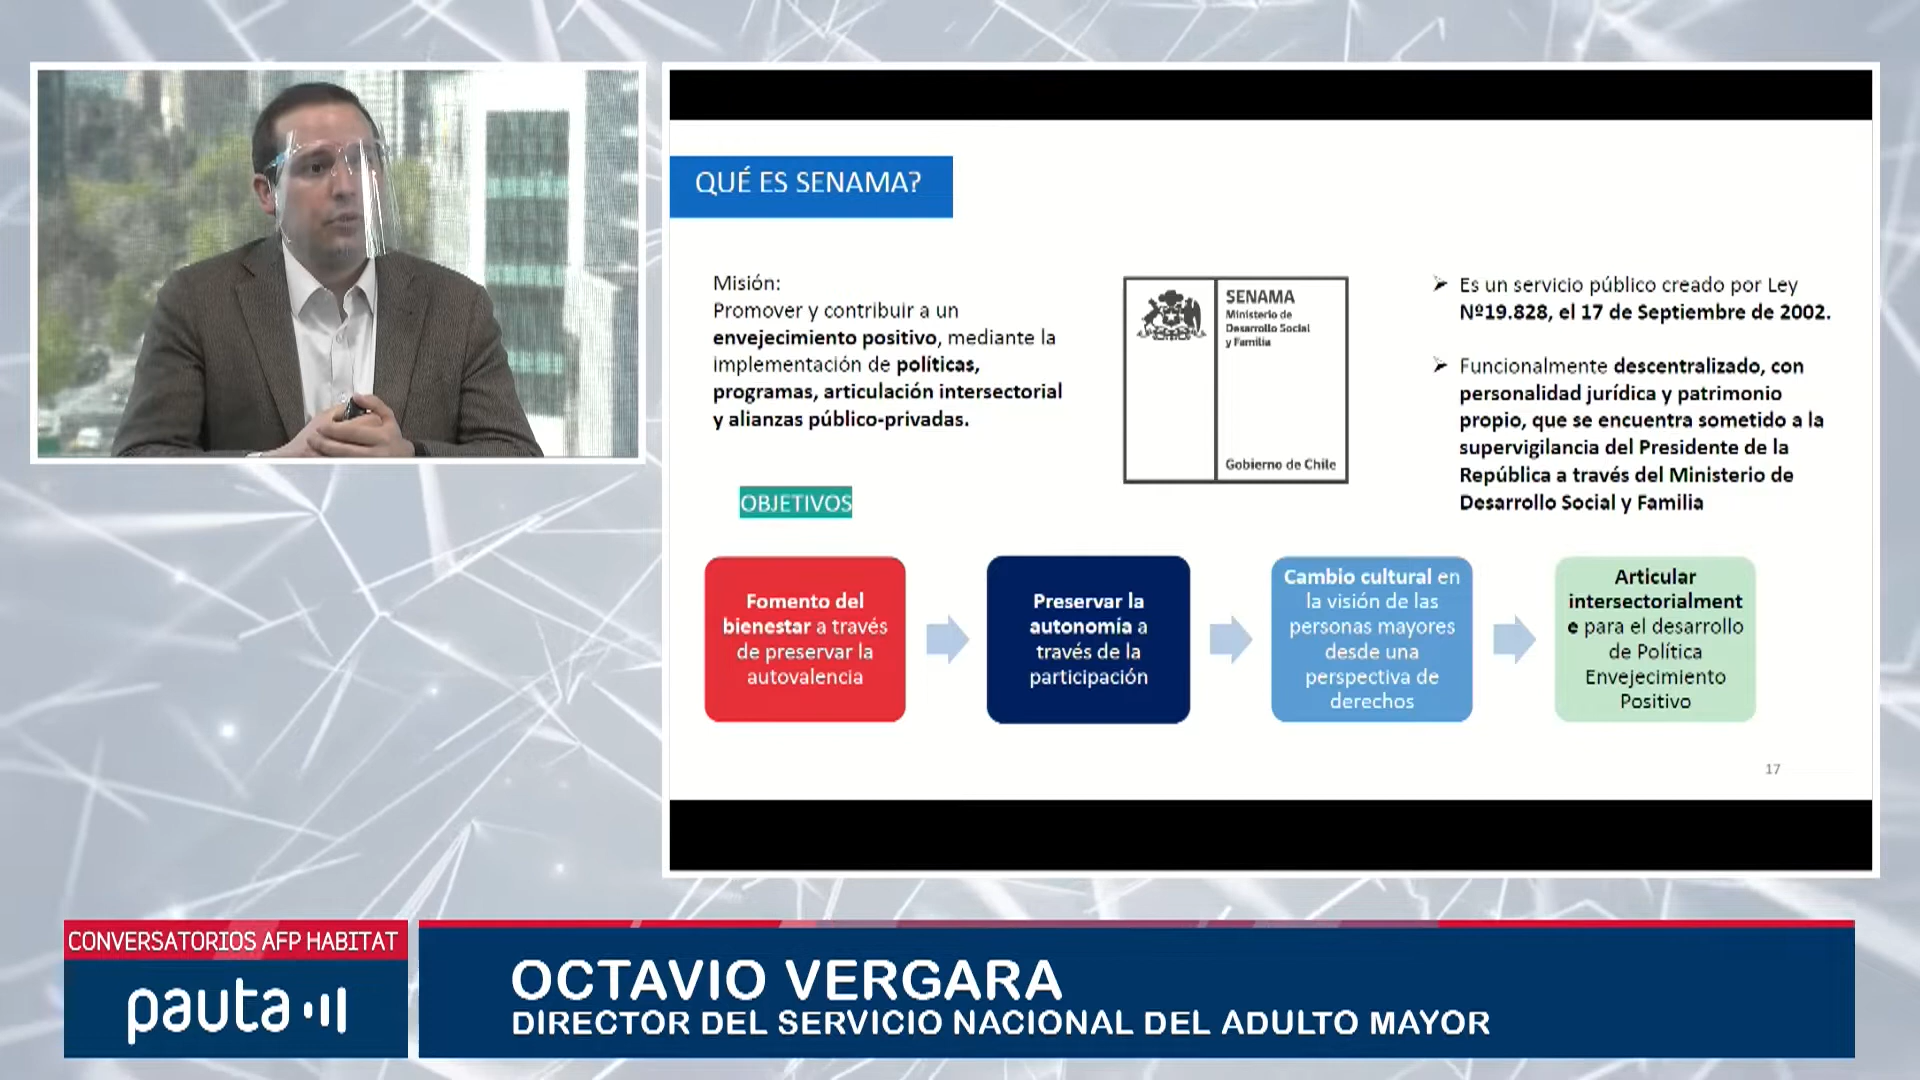 QUÉ ES SENAMA?
Misión:
Promover y contribuir a un
envejecimiento positivo, mediante la
implementación de políticas,
programas, articulación intersectorial
y alianzas público-privadas.
SENAMA
Ministerio de
Desarrollo Social
y Familia
Gobierno de Chile
Es un servicio público creado por Ley
Nº19.828, el 17 de Septiembre de 2002.
Funcionalmente descentralizado, con
personalidad jurídica y patrimonio
propio, que se encuentra sometido a la
supervigilancia del Presidente de la
República a través del Ministerio de
Desarrollo Social y Familia
OBJETIVOS
Fomento del
bienestar a través
de preservar la
autovalencia
Preservar la
autonomía a
través de la
participación
Cambio cultural en
la visión de las
personas mayores
desde una
perspectiva de
derechos
Articular
intersectorialment
e para el desarrollo
de Política
Envejecimiento
Positivo
17
CONVERSATORIOS AFP HABITAT
pauta
OCTAVIO VERGARA
DIRECTOR DEL SERVICIO NACIONAL DEL ADULTO MAYOR